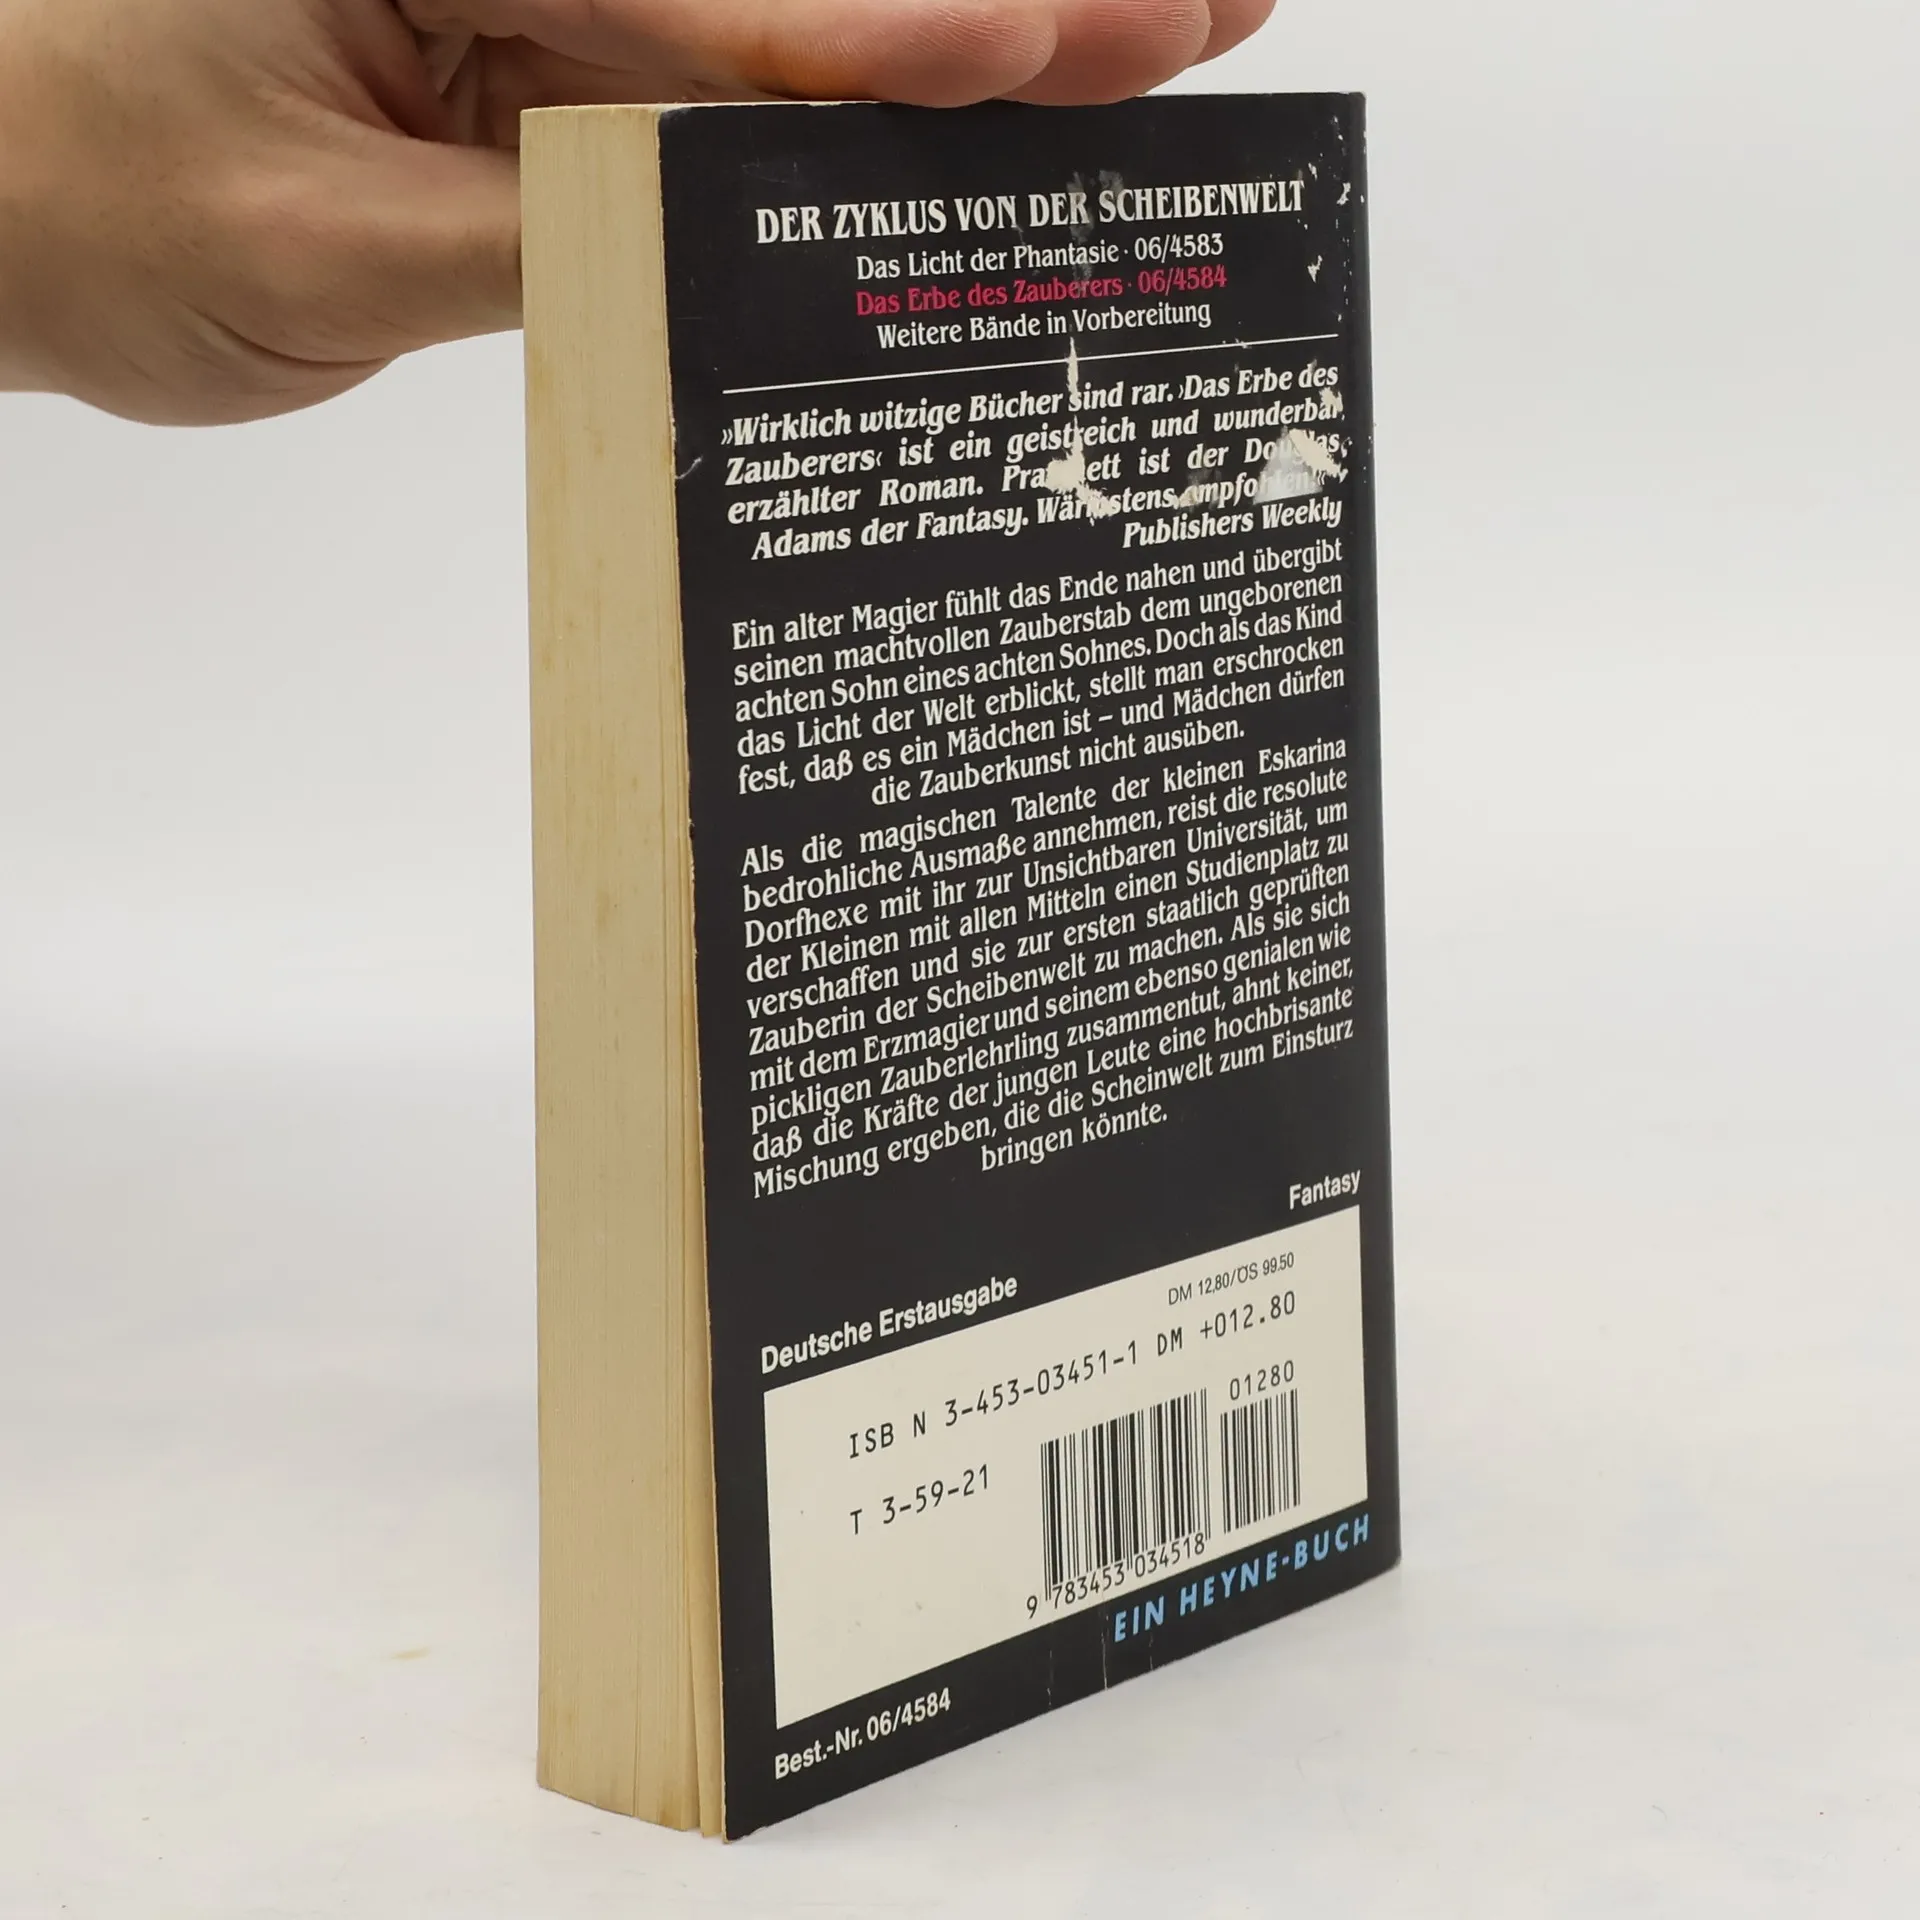 DER ZYKLUS VON DER SCHEIBENWELT
Das Licht der Phantasie · 06/4583
Das Erbe des Zauberers · 06/4584
Weitere Bände in Vorbereitung
»Wirklich witzige Bücher sind rar. ›Das Erbe des
Zauberers‹ ist ein geistreich und wunderbar
erzählter Roman. ist der
Adams der Fantasy. Wärmstens empfohlen.«
Publishers Weekly
Ein alter Magier fühlt das Ende nahen und übergibt
seinen machtvollen Zauberstab dem ungeborenen
achten Sohn eines achten Sohnes. Doch als das Kind
das Licht der Welt erblickt, stellt man erschrocken
fest, daß es ein Mädchen ist – und Mädchen dürfen
die Zauberkunst nicht ausüben.
Als die magischen Talente der kleinen Eskarina
bedrohliche Ausmaße annehmen, reist die resolute
Dorfhexe mit ihr zur Unsichtbaren Universität, um
der Kleinen mit allen Mitteln einen Studienplatz zu
verschaffen und sie zur ersten staatlich geprüften
Zauberin der Scheibenwelt zu machen. Als sie sich
mit dem Erzmagier und seinem ebenso genialen wie
pickligen Zauberlehrling zusammentut, ahnt keiner,
daß die Kräfte der jungen Leute eine hochbrisante
Mischung ergeben, die die Scheinwelt zum Einsturz
bringen könnte.
Fantasy
Deutsche Erstausgabe
DM 12,80/ÖS 99.50
ISB N 3-453-03451-1 DM +012.80
01280
T 3-59-21
9 783453 034518
EIN HEYNE-BUCH
Best.-Nr. 06/4584